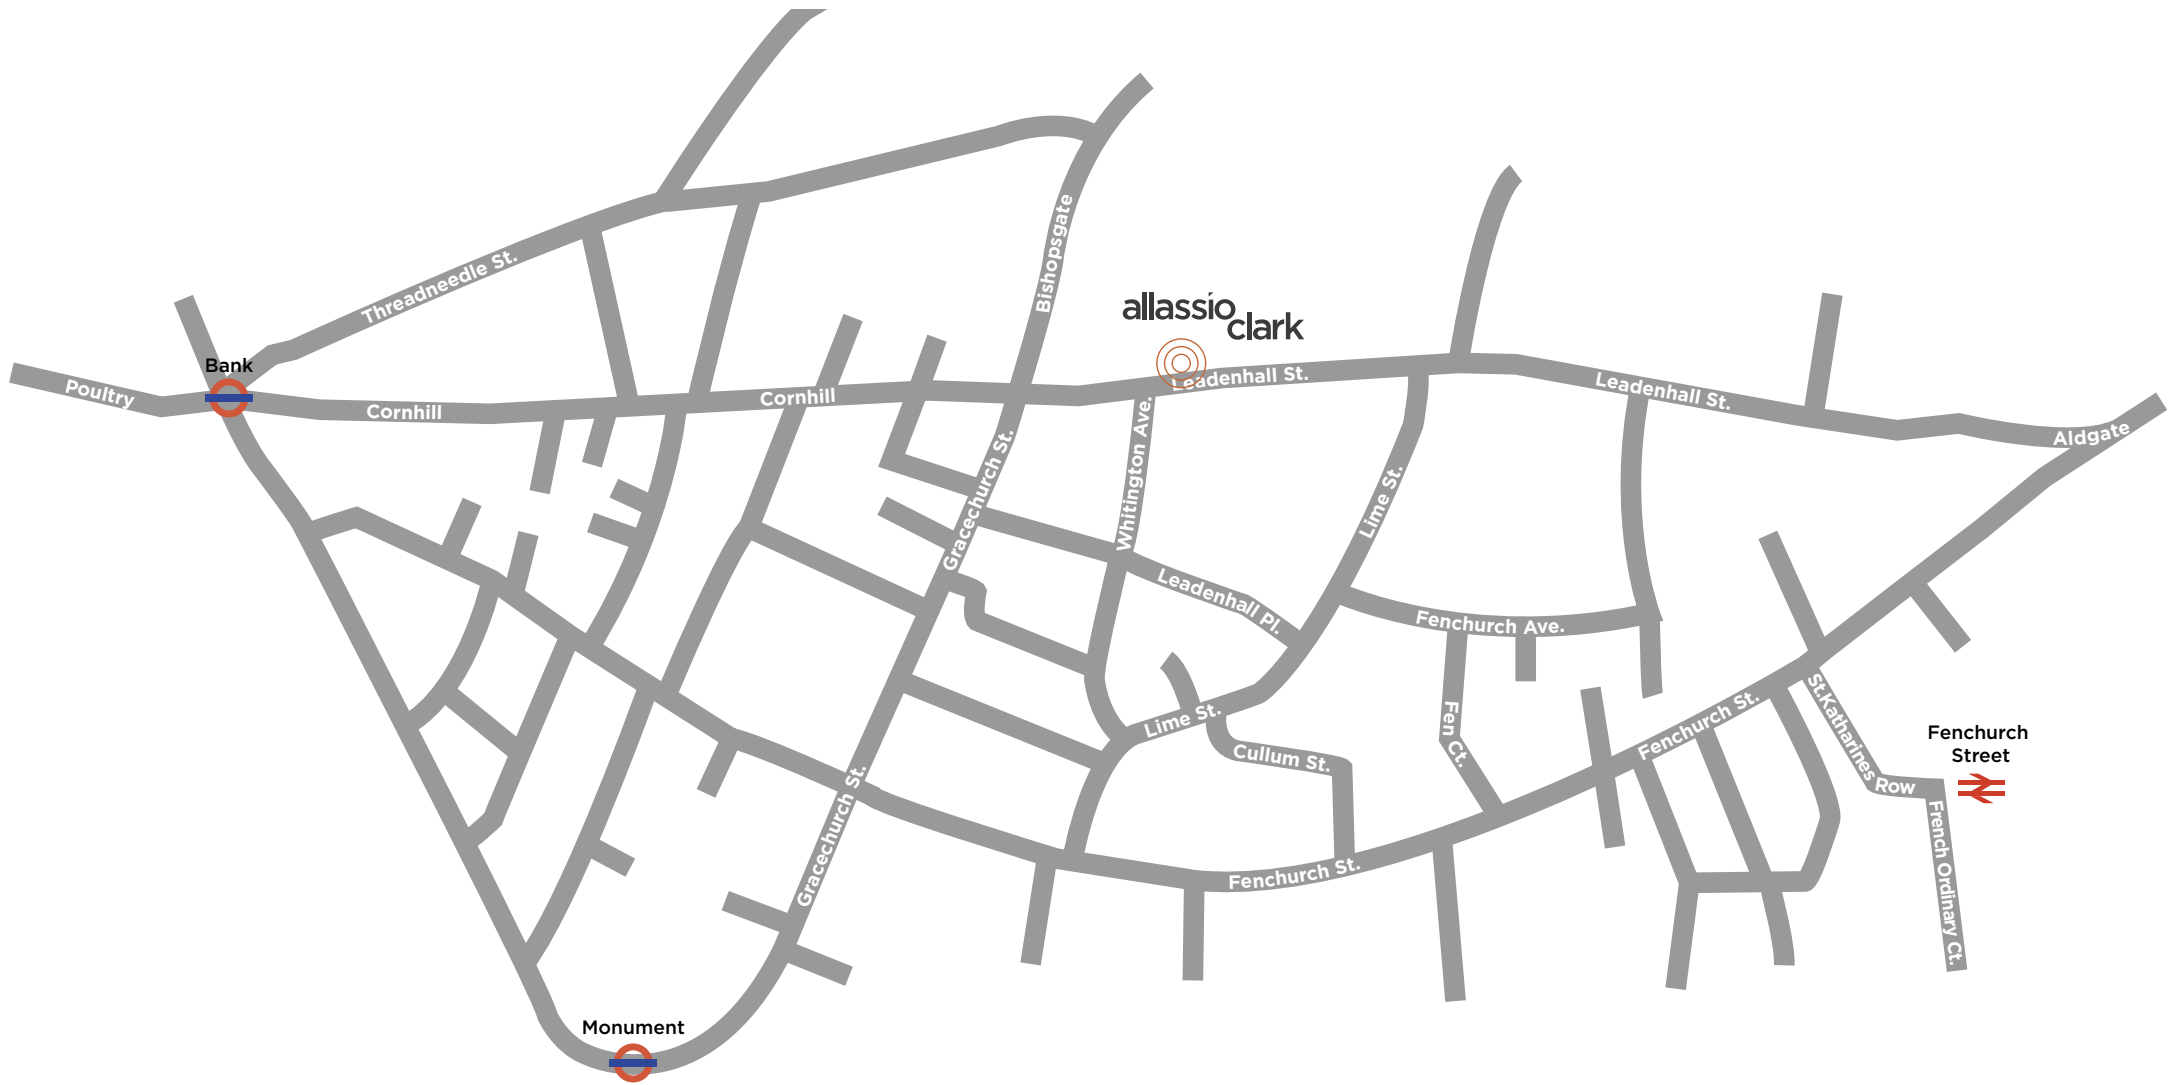 Bishopsgate
Threadneedle St.
allassio
clark
Bank
Poultry
Cornhill
Cornhill
Leadenhall St.
Leadenhall St.
Aldgate
Whitington Ave.
Gracechurch St.
Lime St.
Leadenhall Pl.
Fenchurch Ave.
Lime St.
Cullum St.
Fen Ct.
Fenchurch St.
St.Katharines
Row
Fenchurch
Street
French Ordinary Ct.
Gracechurch St.
Fenchurch St.
Monument